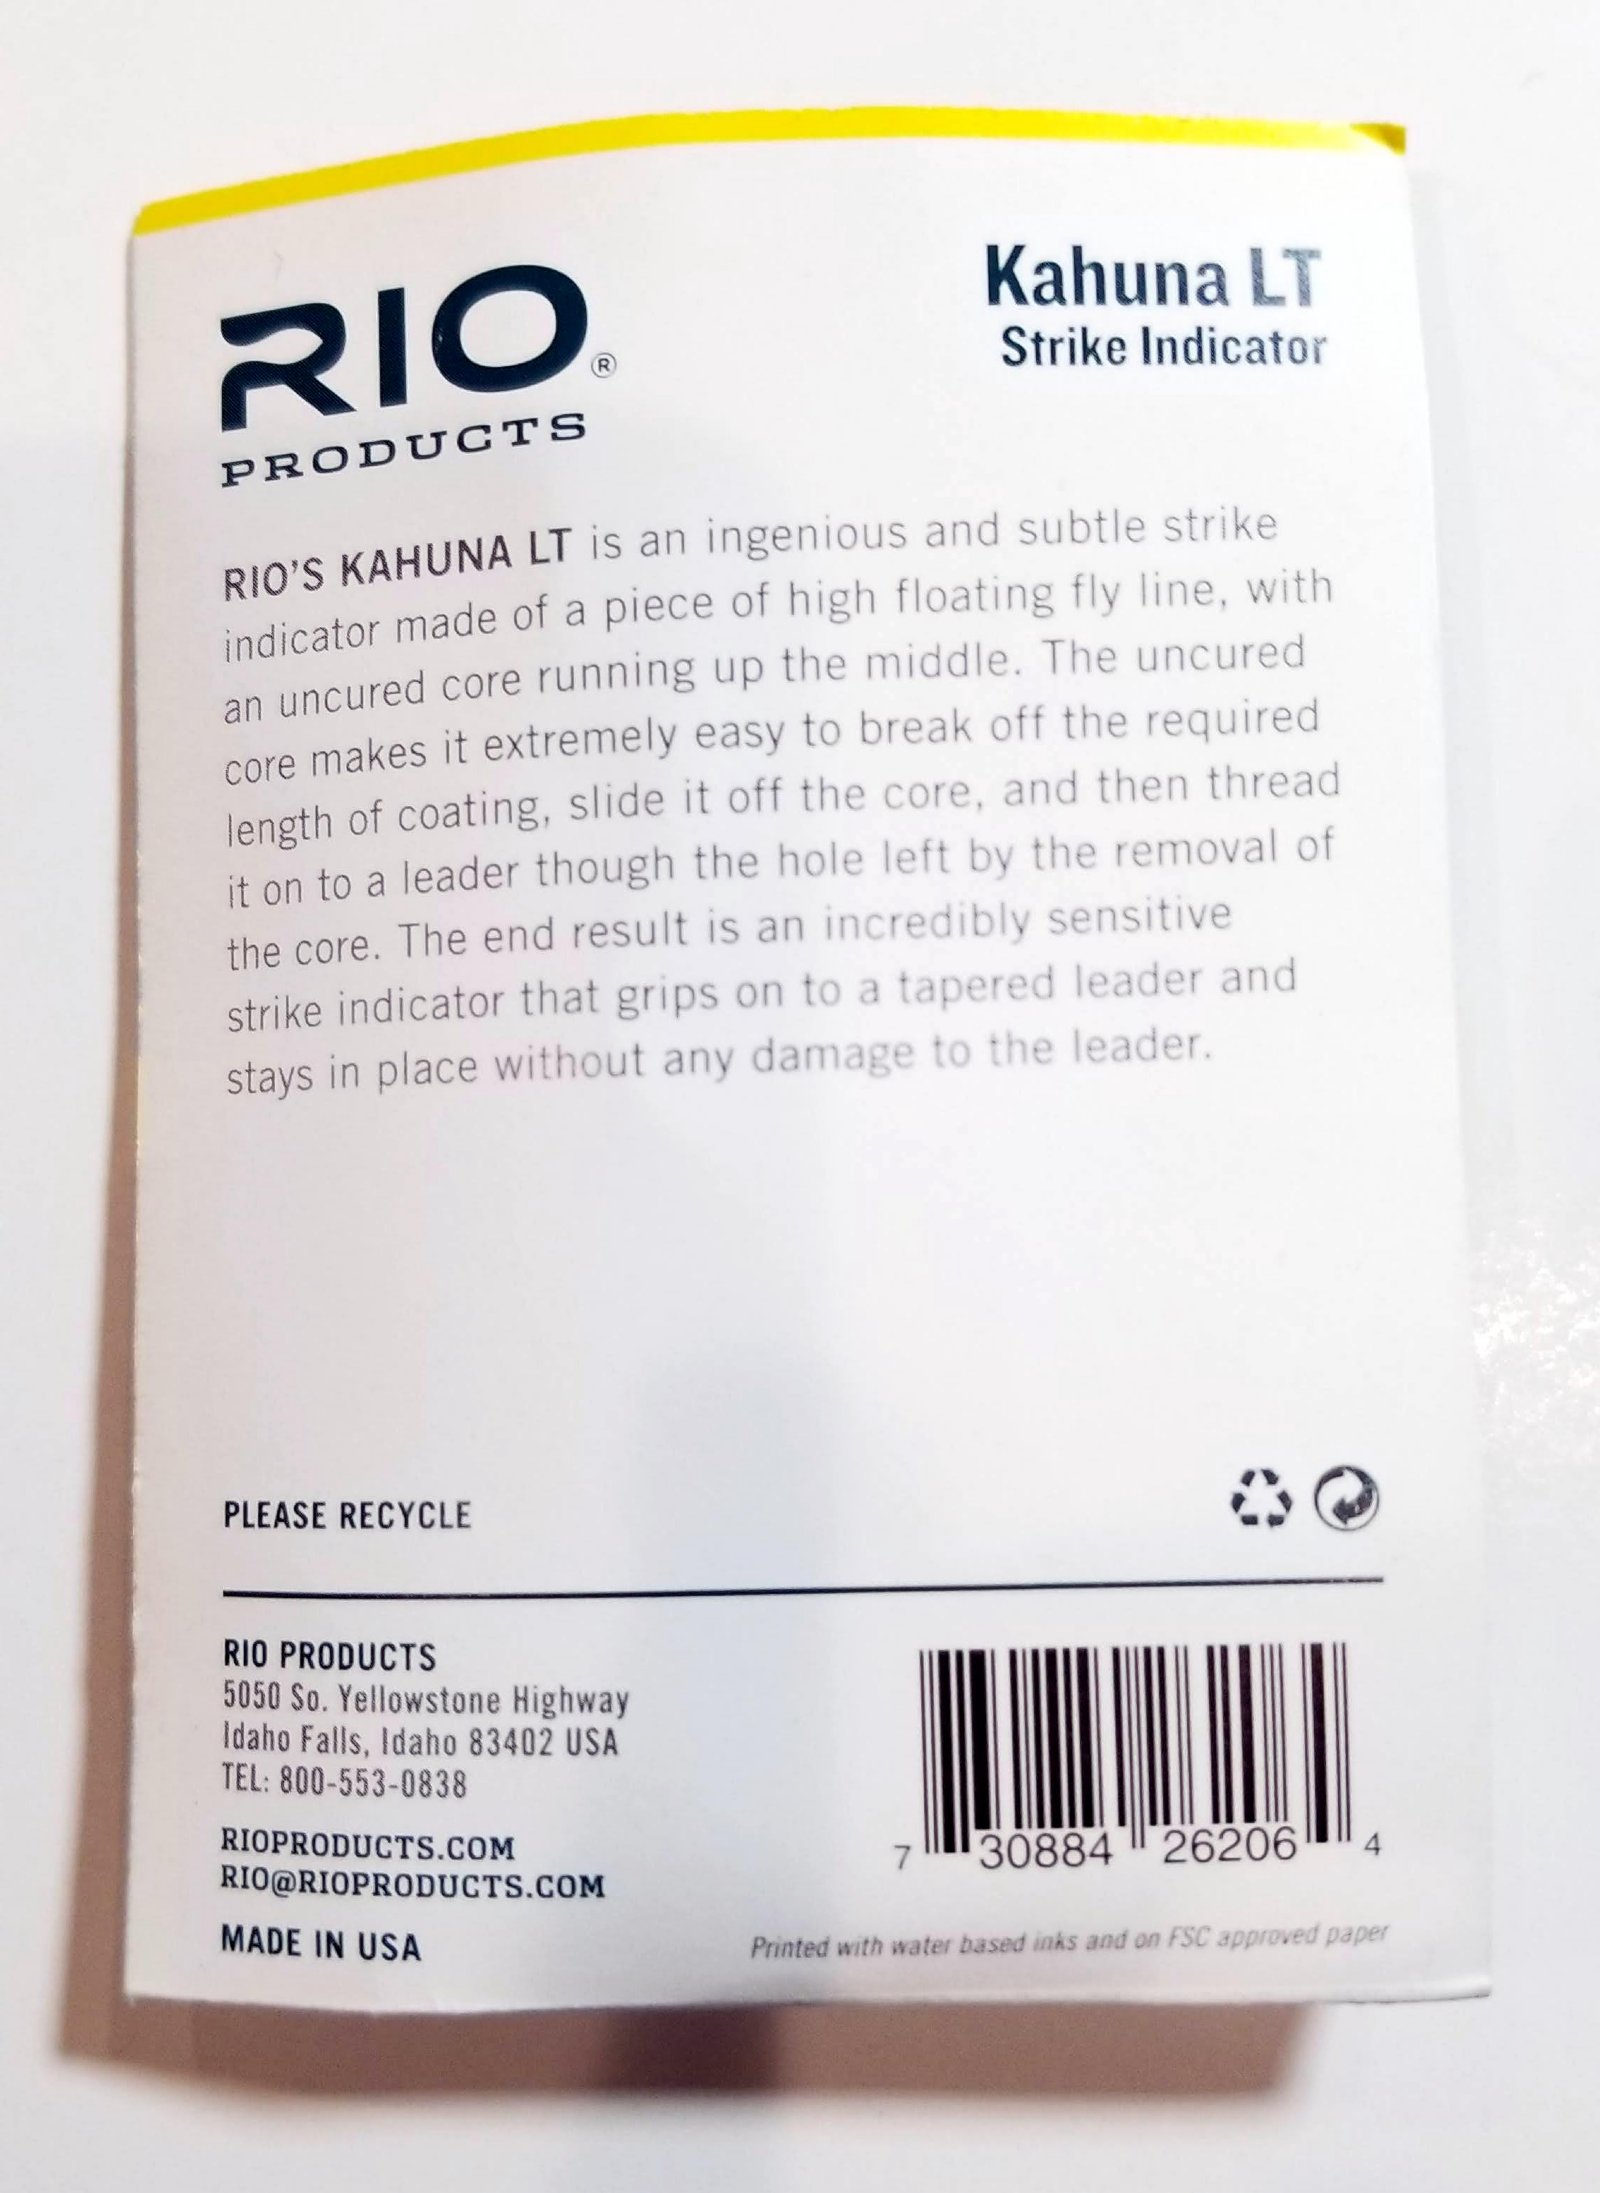 RIO®
PRODUCTS
Kahuna LT
Strike Indicator
RIO'S KAHUNA LT is an ingenious and subtle strike
indicator made of a piece of high floating fly line, with
an uncured core running up the middle. The uncured
core makes it extremely easy to break off the required
length of coating, slide it off the core, and then thread
it on to a leader though the hole left by the removal of
the core. The end result is an incredibly sensitive
strike indicator that grips on to a tapered leader and
stays in place without any damage to the leader.
PLEASE RECYCLE
RIO PRODUCTS
5050 So. Yellowstone Highway
Idaho Falls, Idaho 83402 USA
TEL: 800-553-0838
RIOPRODUCTS.COM
RIO@RIOPRODUCTS.COM
MADE IN USA
7 30884 26206 4
Printed with water based inks and on FSC approved paper